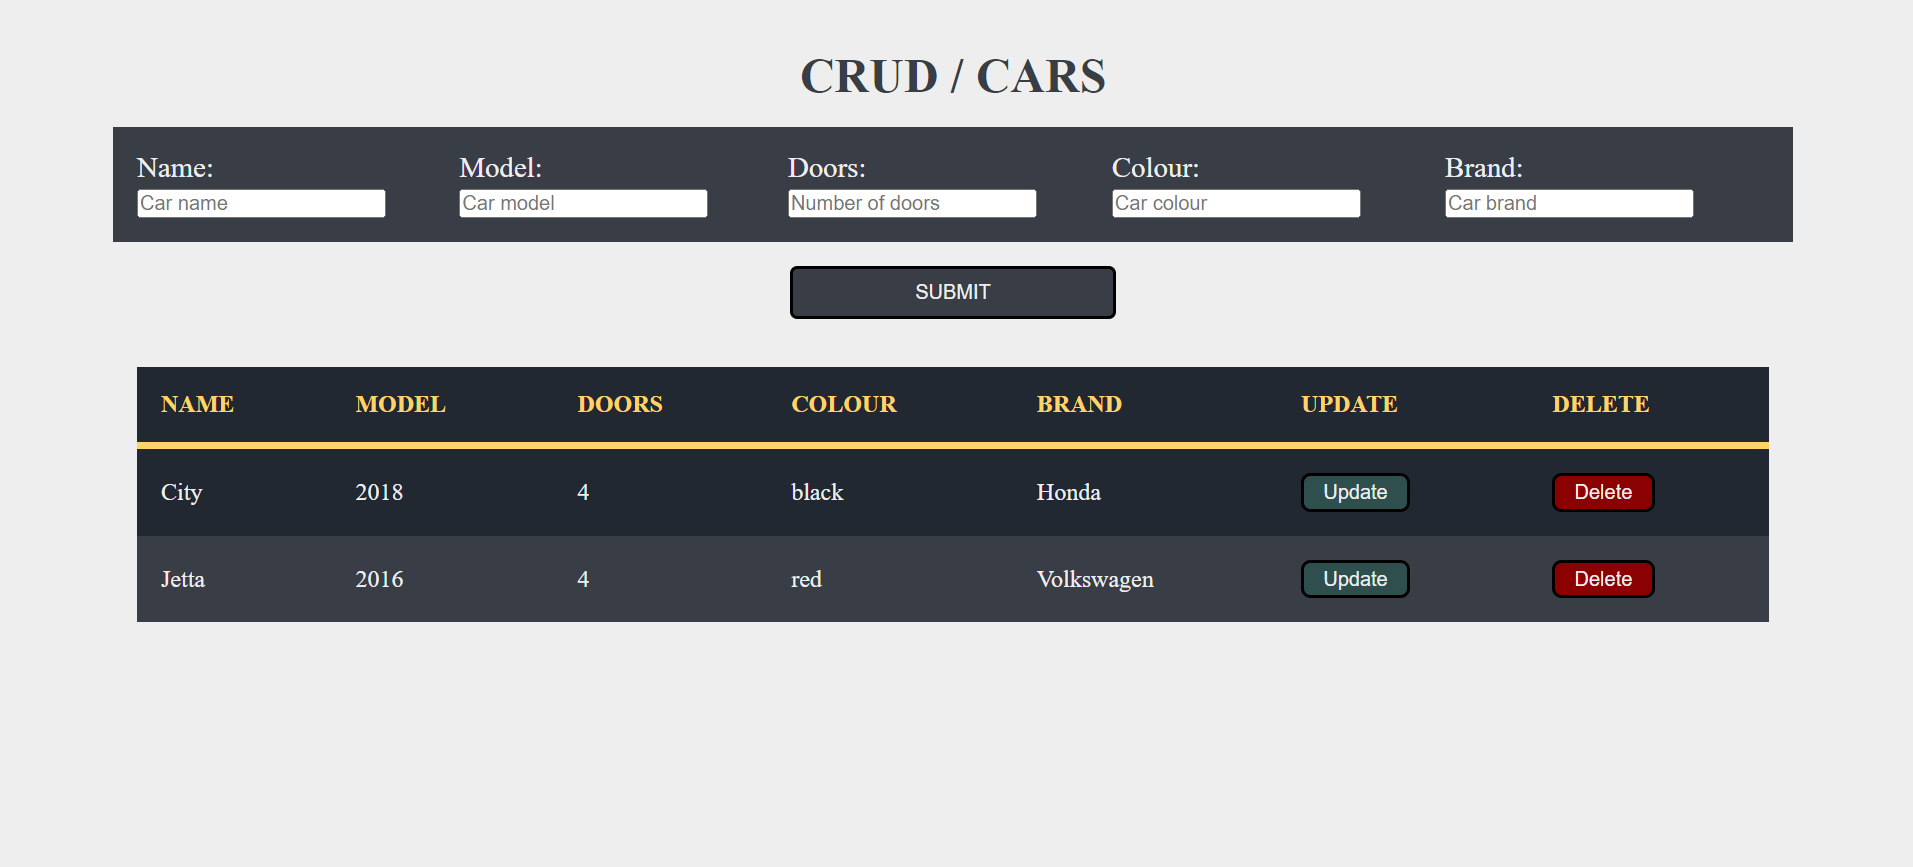 CRUD / CARS
Name: Model: Doors: Colour: Brand:
Car name Car model Number of doors Car colour Car brand
SUBMIT
NAME MODEL DOORS COLOUR BRAND UPDATE DELETE
City 2018 4 black Honda Update Delete
Jetta 2016 4 red Volkswagen Update Delete